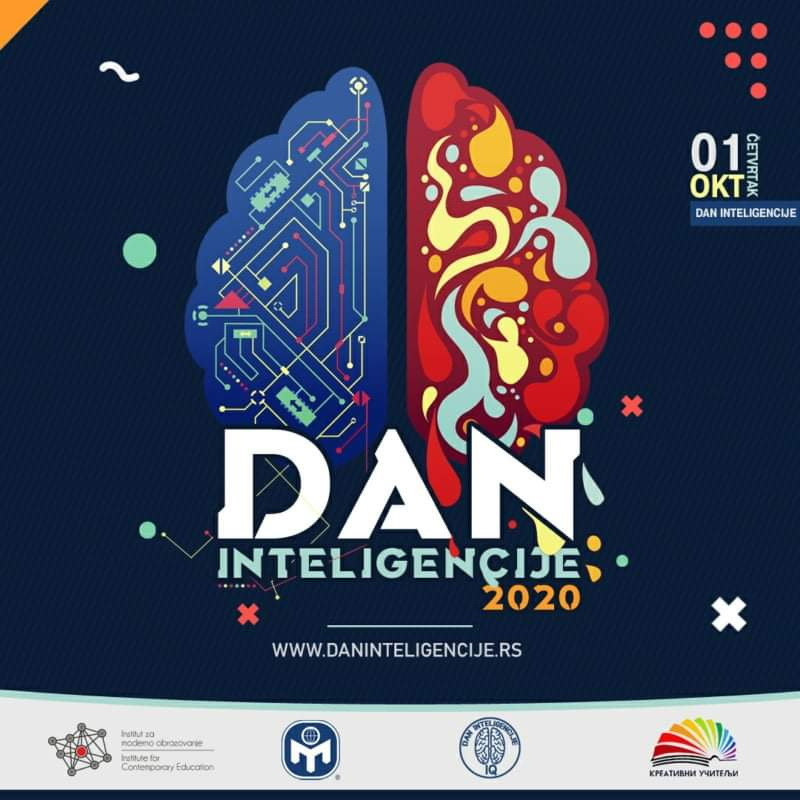 01
OKT
ČETVRTAK
DAN INTELIGENCIJE
DAN
INTELIGENCIJE
2020
WWW.DANINTELIGENCIJE.RS
Institut za
moderno obrazovanje
Institute for
Contemporary Education
M
®
DAN INTELIGENCIJE
IQ
КРЕАТИВНИ УЧИТЕЉИ